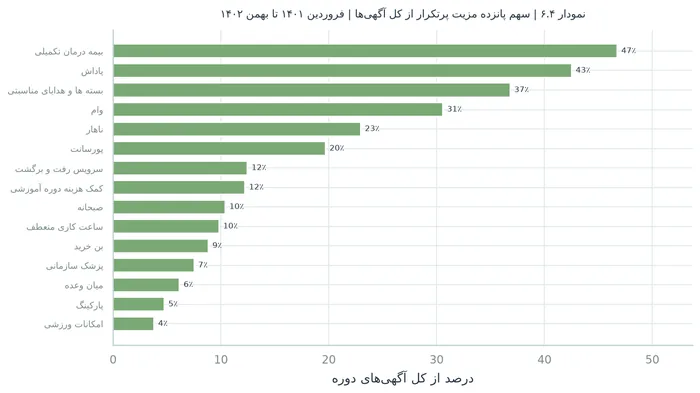 نمودار ۶.۴ | سهم پانزده مزیت پرتکرار از کل آگهی‌ها | فروردین ۱۴۰۱ تا بهمن ۱۴۰۲
بیمه درمان تکمیلی 47٪
پاداش 43٪
بسته ها و هدایای مناسبتی 37٪
وام 31٪
ناهار 23٪
پورسانت 20٪
سرویس رفت و برگشت 12٪
کمک هزینه دوره آموزشی 12٪
صبحانه 10٪
ساعت کاری منعطف 10٪
بن خرید 9٪
پزشک سازمانی 7٪
میان وعده 6٪
پارکینگ 5٪
امکانات ورزشی 4٪
0 10 20 30 40 50
درصد از کل آگهی‌های دوره